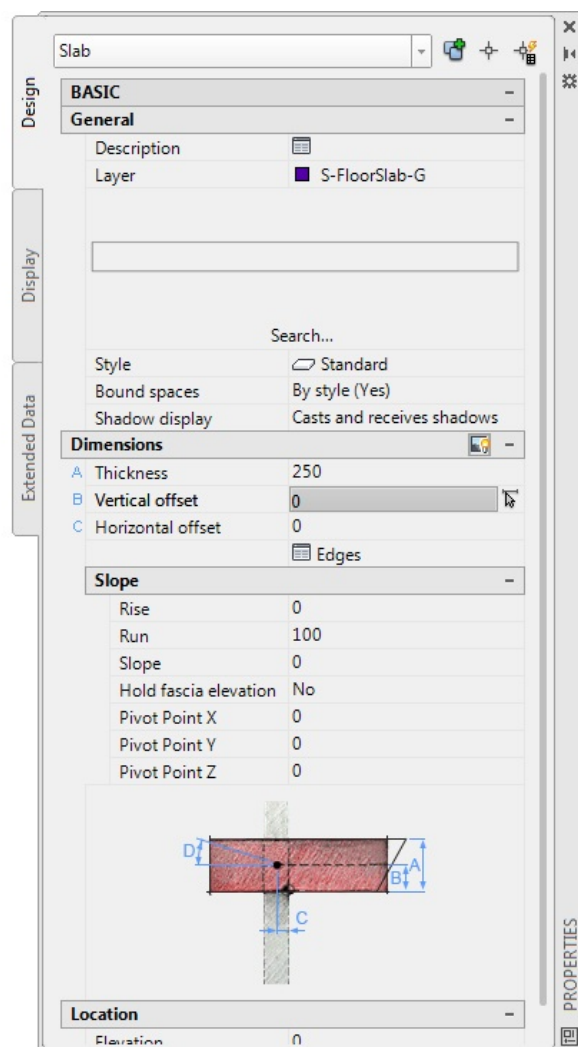 Slab
Design
BASIC
General
Description
Layer S-FloorSlab-G
Display
Search...
Style Standard
Bound spaces By style (Yes)
Shadow display Casts and receives shadows
Extended Data
Dimensions
A Thickness 250
B Vertical offset 0
C Horizontal offset 0
Edges
Slope
Rise 0
Run 100
Slope 0
Hold fascia elevation No
Pivot Point X 0
Pivot Point Y 0
Pivot Point Z 0
D
A
B
C
Location
Elevation 0
PROPERTIES